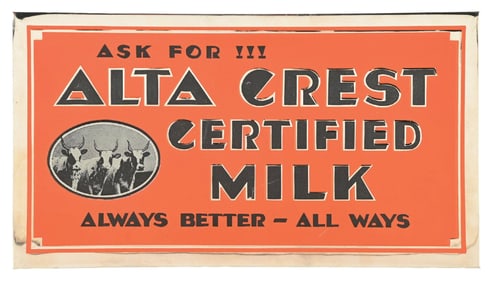 ASK FOR !!!
ALTA CREST
CERTIFIED
MILK
ALWAYS BETTER – ALL WAYS